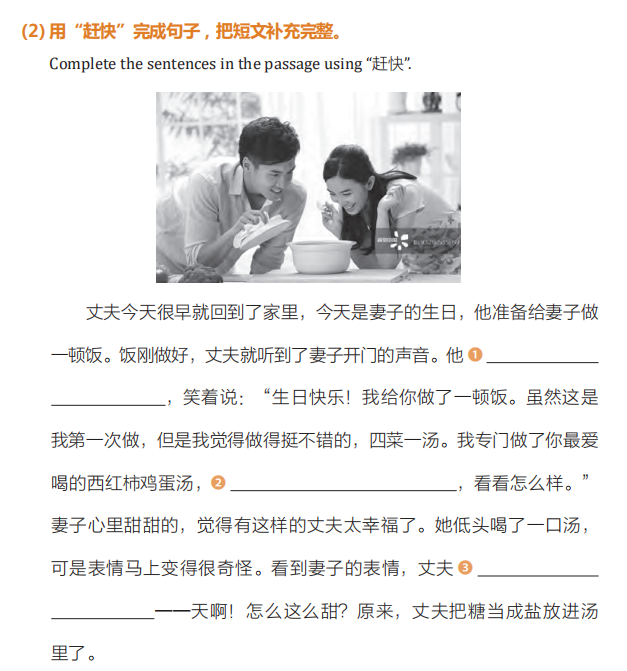 (2) 用“赶快”完成句子，把短文补充完整。
Complete the sentences in the passage using “赶快”.
丈夫今天很早就回到了家里，今天是妻子的生日，他准备给妻子做
一顿饭。饭刚做好，丈夫就听到了妻子开门的声音。他 ❶ ____________
____________，笑着说：“生日快乐！我给你做了一顿饭。虽然这是
我第一次做，但是我觉得做得挺不错的，四菜一汤。我专门做了你最爱
喝的西红柿鸡蛋汤，❷ ________________________，看看怎么样。”
妻子心里甜甜的，觉得有这样的丈夫太幸福了。她低头喝了一口汤，
可是表情马上变得很奇怪。看到妻子的表情，丈夫 ❸ ____________
___________——天啊！怎么这么甜？原来，丈夫把糖当成盐放进汤
里了。